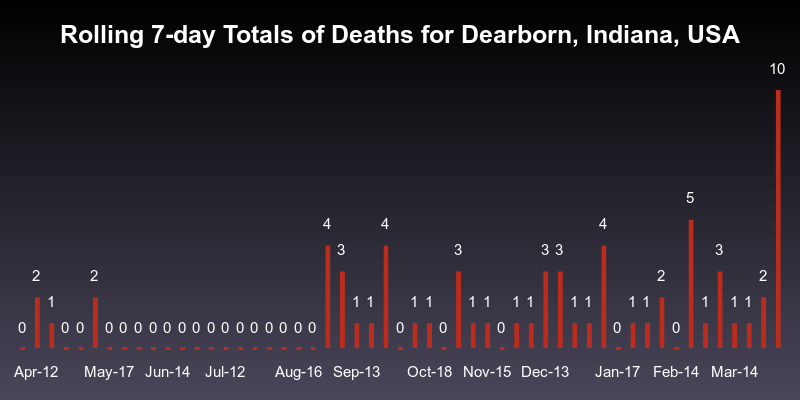 Rolling 7-day Totals of Deaths for Dearborn, Indiana, USA
0 2 1 0 0 2 0 0 0 0 0 0 0 0 0 0 0 0 0 0 0 4 3 1 1 4 0 1 1 0 3 1 1 0 1 1 3 3 1 1 4 0 1 1 2 0 5 1 3 1 1 2 10
Apr-12 May-17 Jun-14 Jul-12 Aug-16 Sep-13 Oct-18 Nov-15 Dec-13 Jan-17 Feb-14 Mar-14